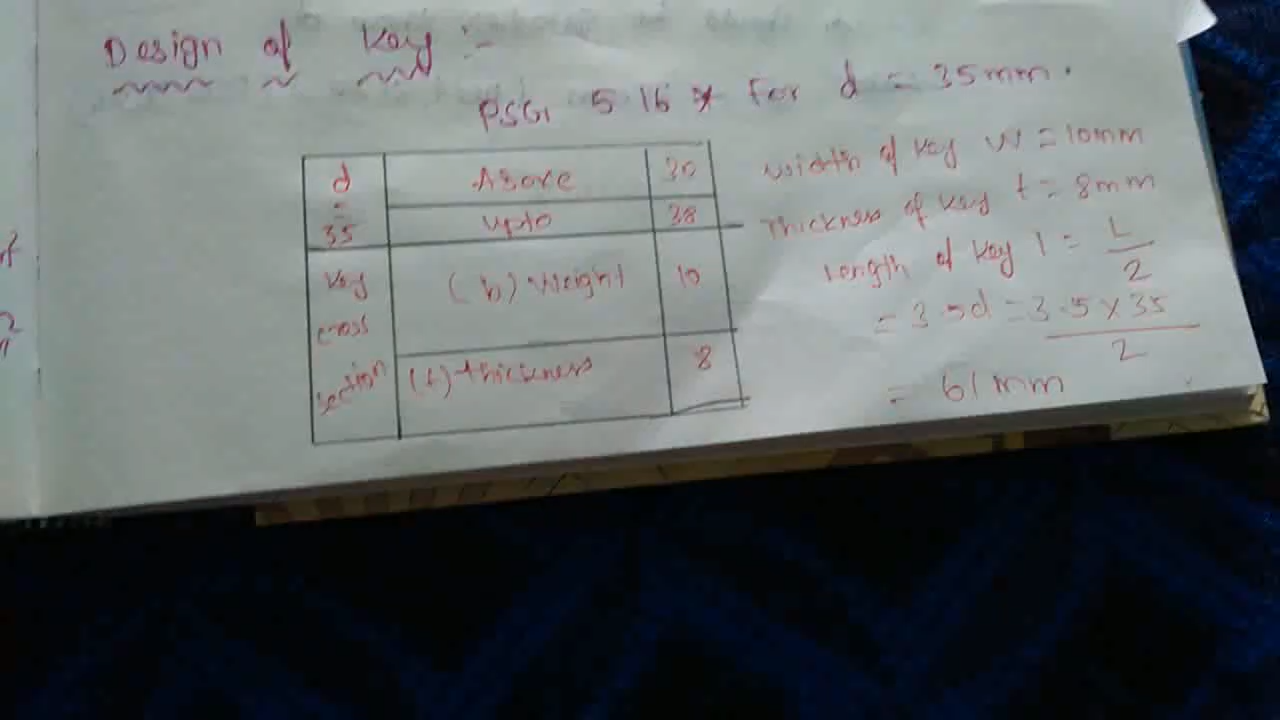 Design of Key :-
PSG 5.16 for d = 35mm.
d = 35 Above 30
upto 38
Key cross section (b) Weight 10
(t) thickness 8
Width of key W = 10mm
Thickness of key t = 8mm
Length of key l = L/2
= 3.5d = 3.5 x 35 / 2
= 61mm